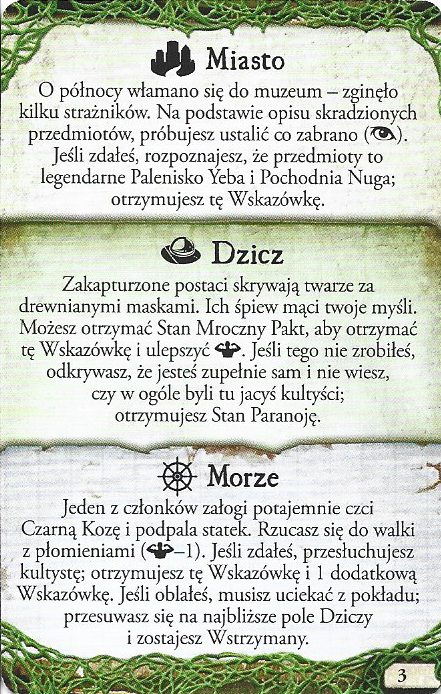 Miasto
O północy włamano się do muzeum – zginęło
kilku strażników. Na podstawie opisu skradzionych
przedmiotów, próbujesz ustalić co zabrano ( ).
Jeśli zdałeś, rozpoznajesz, że przedmioty to
legendarne Palenisko Yeba i Pochodnia Nuga;
otrzymujesz tę Wskazówkę.
Dzicz
Zakapturzone postaci skrywają twarze za
drewnianymi maskami. Ich śpiew mąci twoje myśli.
Możesz otrzymać Stan Mroczny Pakt, aby otrzymać
tę Wskazówkę i ulepszyć . Jeśli tego nie zrobiłeś,
odkrywasz, że jesteś zupełnie sam i nie wiesz,
czy w ogóle byli tu jacyś kultyści;
otrzymujesz Stan Paranoję.
Morze
Jeden z członków załogi potajemnie czci
Czarną Kozę i podpala statek. Rzucasz się do walki
z płomieniami ( –1). Jeśli zdałeś, przesłuchujesz
kultystę; otrzymujesz tę Wskazówkę i 1 dodatkową
Wskazówkę. Jeśli oblałeś, musisz uciekać z pokładu;
przesuwasz się na najbliższe pole Dziczy
i zostajesz Wstrzymany.
3